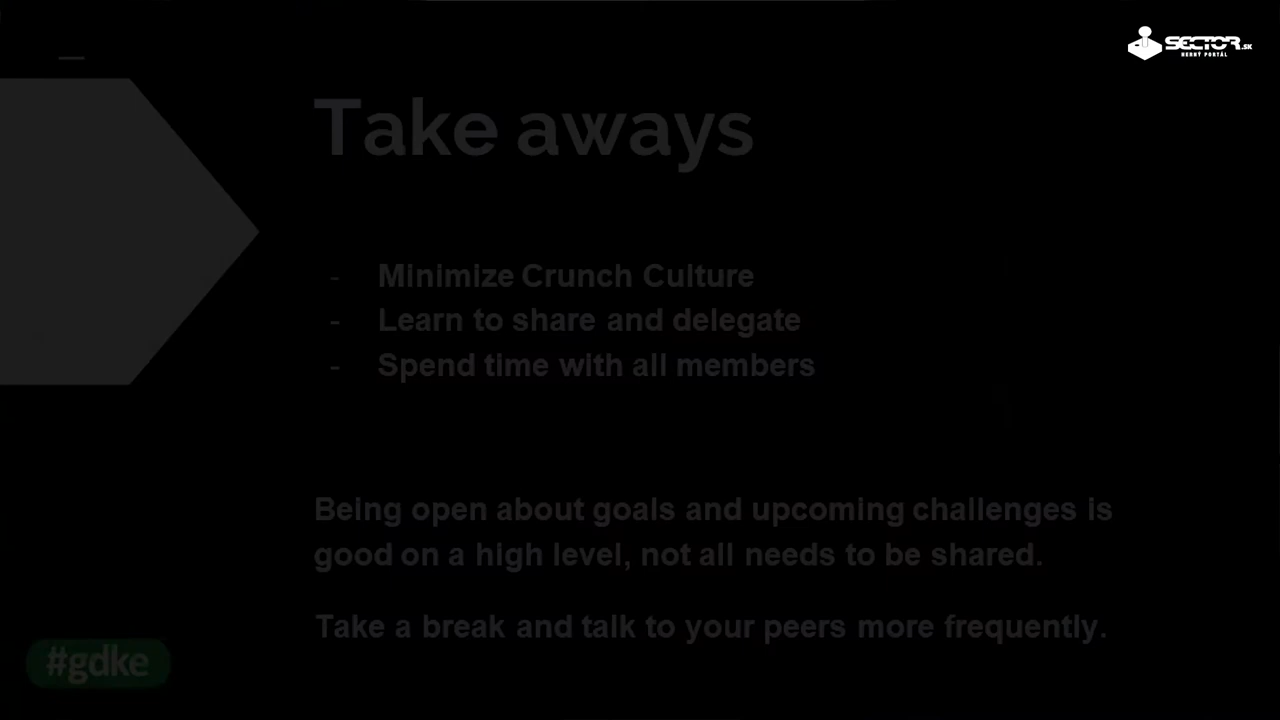 SECTOR.SK
HERNÝ PORTÁL
Take aways
- Minimize Crunch Culture
- Learn to share and delegate
- Spend time with all members
Being open about goals and upcoming challenges is
good on a high level, not all needs to be shared.
Take a break and talk to your peers more frequently.
#gdke